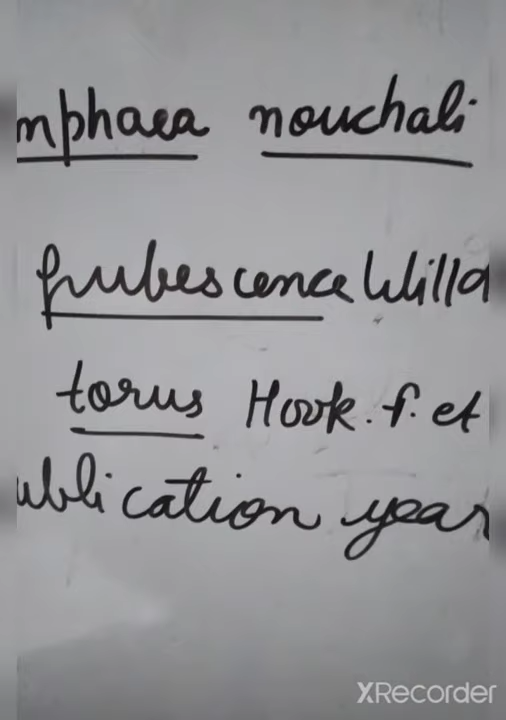 mphaea nouchali
pubescence Willd
torus Hook. f. et
ublication year
XRecorder